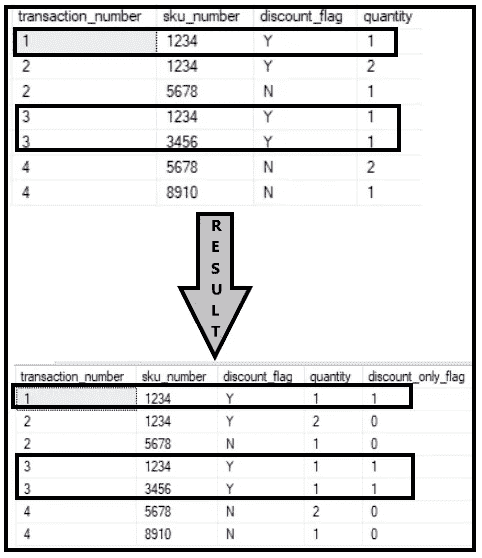 transaction_number sku_number discount_flag quantity
1 1234 Y 1
2 1234 Y 2
2 5678 N 1
3 1234 Y 1
3 3456 Y 1
4 5678 N 2
4 8910 N 1
RESULT
transaction_number sku_number discount_flag quantity discount_only_flag
1 1234 Y 1 1
2 1234 Y 2 0
2 5678 N 1 0
3 1234 Y 1 1
3 3456 Y 1 1
4 5678 N 2 0
4 8910 N 1 0